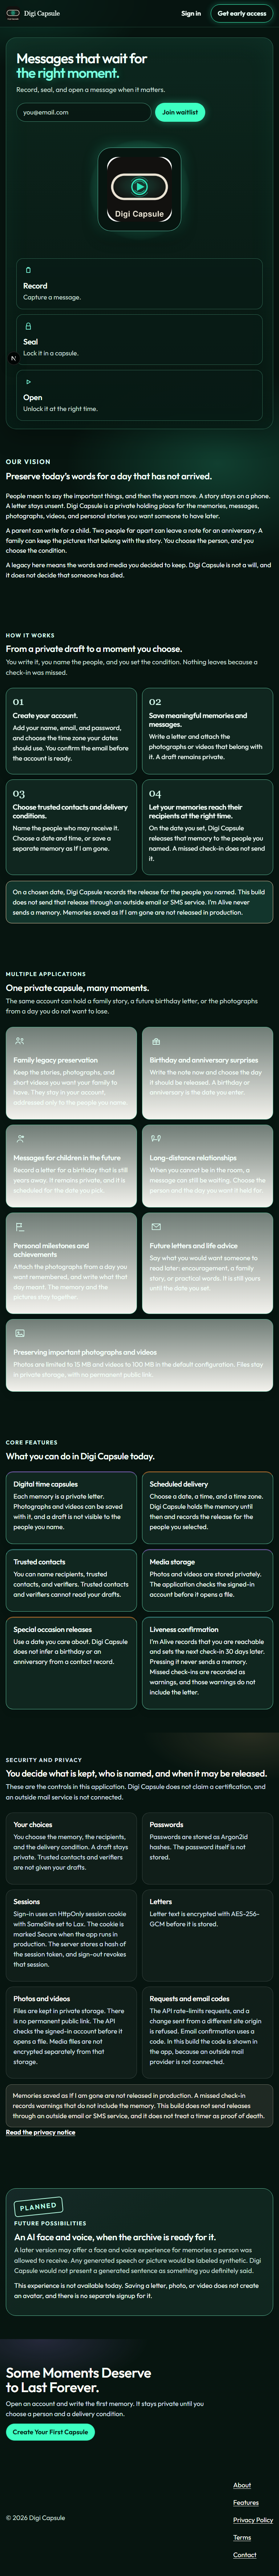 Digi Capsule
Sign in
Get early access
Messages that wait for
the right moment.
Record, seal, and open a message when it matters.
you@email.com
Join waitlist
Digi Capsule
Record
Capture a message.
Seal
Lock it in a capsule.
N
Open
Unlock it at the right time.
OUR VISION
Preserve today's words for a day that has not arrived.
People mean to say the important things, and then the years move. A story stays on a phone.
A letter stays unsent. Digi Capsule is a private holding place for the memories, messages,
photographs, videos, and personal stories you want someone to have later.
A parent can write for a child. Two people far apart can leave a note for an anniversary. A
family can keep the pictures that belong with the story. You choose the person, and you
choose the condition.
A legacy here means the words and media you decided to keep. Digi Capsule is not a will, and
it does not decide that someone has died.
HOW IT WORKS
From a private draft to a moment you choose.
You write it, you name the people, and you set the condition. Nothing leaves because a
check-in was missed.
01
Create your account.
Add your name, email, and password,
and choose the time zone your dates
should use. You confirm the email before
the account is ready.
02
Save meaningful memories and
messages.
Write a letter and attach the
photographs or videos that belong with
it. A draft remains private.
03
Choose trusted contacts and delivery
conditions.
Name the people who may receive it.
Choose a date and time, or save a
separate memory as If I am gone.
04
Let your memories reach their
recipients at the right time.
On the date you set, Digi Capsule
releases that memory to the people you
named. A missed check-in does not send
it.
On a chosen date, Digi Capsule records the release for the people you named. This build
does not send that release through an outside email or SMS service. I'm Alive never
sends a memory. Memories saved as If I am gone are not released in production.
MULTIPLE APPLICATIONS
One private capsule, many moments.
The same account can hold a family story, a future birthday letter, or the photographs
from a day you do not want to lose.
Family legacy preservation
Keep the stories, photographs, and
short videos you want your family to
have. They stay in your account,
addressed only to the people you name.
Birthday and anniversary surprises
Write the note now and choose the day
it should be released. A birthday or
anniversary is the date you enter.
Messages for children in the future
Record a letter for a birthday that is still
years away. It remains private, and it is
scheduled for the date you pick.
Long-distance relationships
When you cannot be in the room, a
message can still be waiting. Choose the
person and the day you want it held for.
Personal milestones and
achievements
Attach the photographs from a day you
want remembered, and write what that
day meant. The memory and the
pictures stay together.
Future letters and life advice
Say what you would want someone to
read later: encouragement, a family
story, or practical words. It is still yours
until the date you set.
Preserving important photographs and videos
Photos are limited to 15 MB and videos to 100 MB in the default configuration. Files stay
in private storage, with no permanent public link.
CORE FEATURES
What you can do in Digi Capsule today.
Digital time capsules
Each memory is a private letter.
Photographs and videos can be saved
with it, and a draft is not visible to the
people you name.
Scheduled delivery
Choose a date, a time, and a time zone.
Digi Capsule holds the memory until
then and records the release for the
people you selected.
Trusted contacts
You can name recipients, trusted
contacts, and verifiers. Trusted contacts
and verifiers cannot read your drafts.
Media storage
Photos and videos are stored privately.
The application checks the signed-in
account before it opens a file.
Special occasion releases
Use a date you care about. Digi Capsule
does not infer a birthday or an
anniversary from a contact record.
Liveness confirmation
I'm Alive records that you are reachable
and sets the next check-in 30 days later.
Pressing it never sends a memory.
Missed check-ins are recorded as
warnings, and those warnings do not
include the letter.
SECURITY AND PRIVACY
You decide what is kept, who is named, and when it may be released.
These are the controls in this application. Digi Capsule does not claim a certification, and
an outside mail service is not connected.
Your choices
You choose the memory, the recipients,
and the delivery condition. A draft stays
private. Trusted contacts and verifiers
are not given your drafts.
Passwords
Passwords are stored as Argon2id
hashes. The password itself is not
stored.
Sessions
Sign-in uses an HttpOnly session cookie
with SameSite set to Lax. The cookie is
marked Secure when the app runs in
production. The server stores a hash of
the session token, and sign-out revokes
that session.
Letters
Letter text is encrypted with AES-256-
GCM before it is stored.
Photos and videos
Files are kept in private storage. There
is no permanent public link. The API
checks the signed-in account before it
opens a file. Media files are not
encrypted separately from that
storage.
Requests and email codes
The API rate-limits requests, and a
change sent from a different site origin
is refused. Email confirmation uses a
code. In this build the code is shown in
the app, because an outside mail
provider is not connected.
Memories saved as If I am gone are not released in production. A missed check-in
records warnings that do not include the memory. This build does not send releases
through an outside email or SMS service, and it does not treat a timer as proof of death.
Read the privacy notice
PLANNED
FUTURE POSSIBILITIES
An AI face and voice, when the archive is ready for it.
A later version may offer a face and voice experience for memories a person was
allowed to receive. Any generated speech or picture would be labeled synthetic. Digi
Capsule would not present a generated sentence as something you definitely said.
This experience is not available today. Saving a letter, photo, or video does not create
an avatar, and there is no separate signup for it.
Some Moments Deserve
to Last Forever.
Open an account and write the first memory. It stays private until you
choose a person and a delivery condition.
Create Your First Capsule
© 2026 Digi Capsule
About
Features
Privacy Policy
Terms
Contact